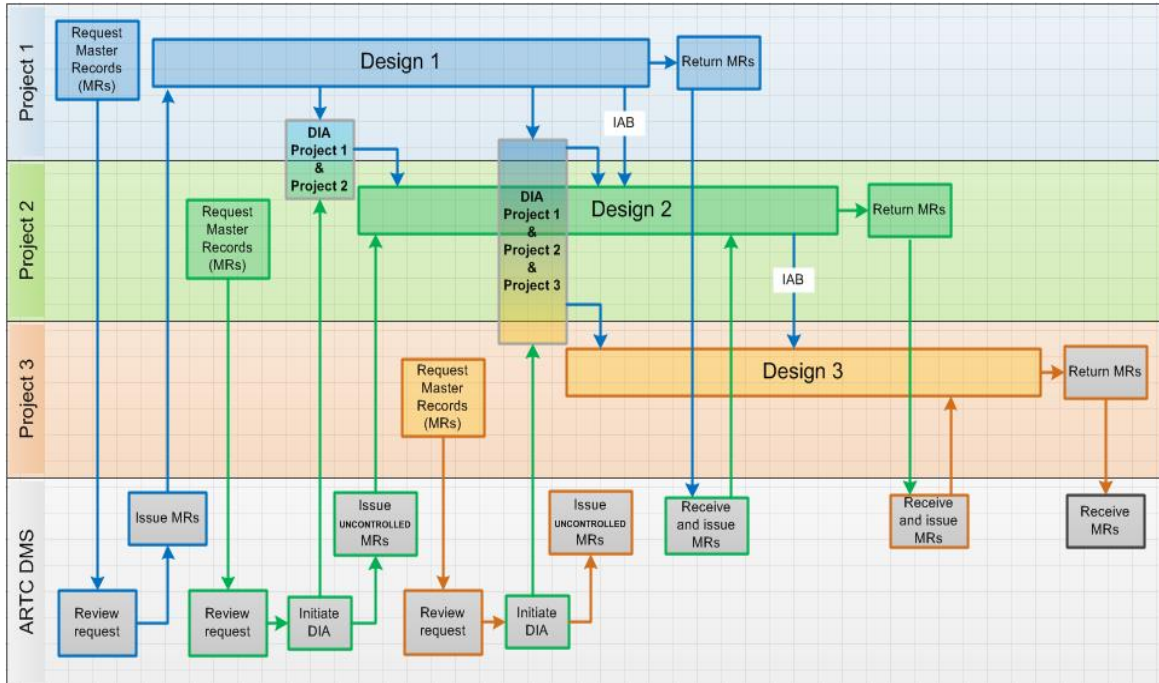 Project 1
Request
Master
Records
(MRs)
Design 1
Return MRs
IAB
DIA
Project 1
&
Project 2
Project 2
Request
Master
Records
(MRs)
DIA
Project 1
&
Project 2
&
Project 3
Design 2
Return MRs
IAB
Project 3
Request
Master
Records
(MRs)
Design 3
Return MRs
ARTC DMS
Issue MRs
Issue
UNCONTROLLED
MRs
Issue
UNCONTROLLED
MRs
Receive
and issue
MRs
Receive
and issue
MRs
Receive
MRs
Review
request
Review
request
Initiate
DIA
Review
request
Initiate
DIA